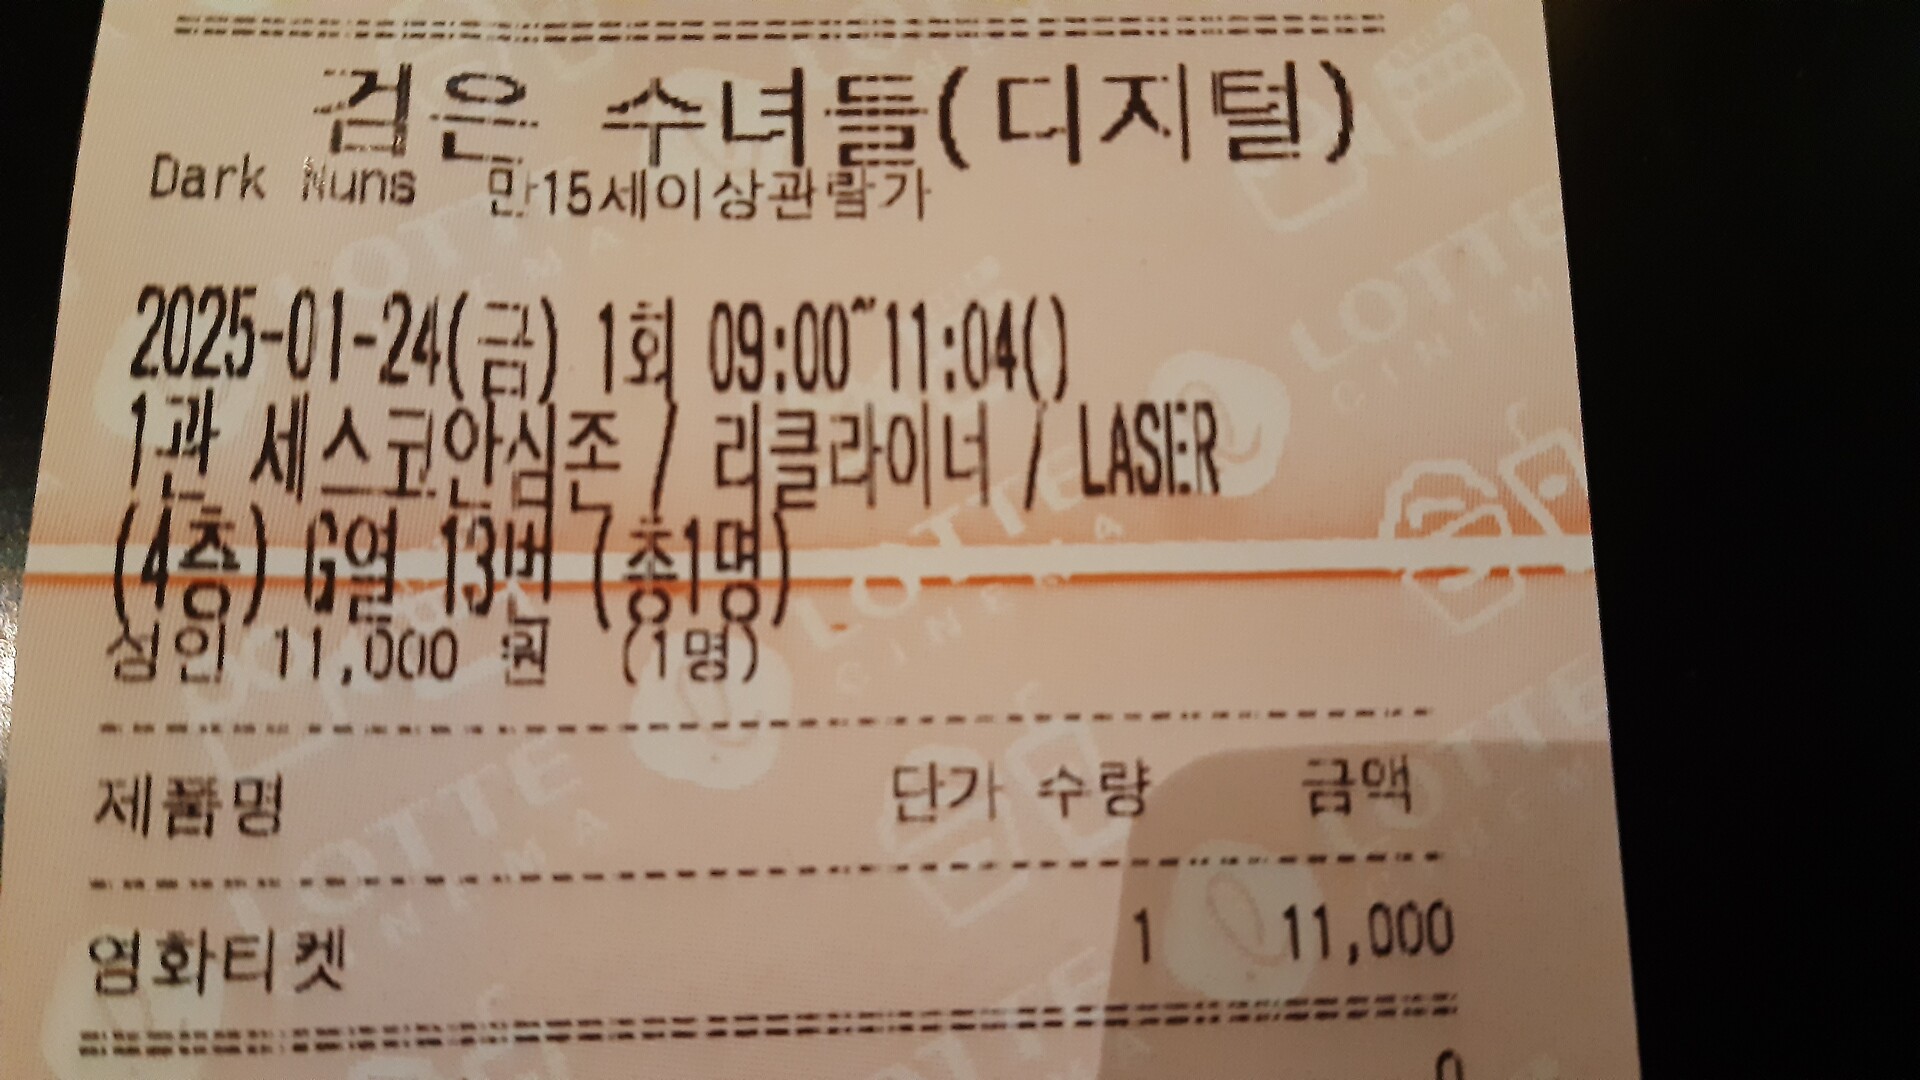 검은 수녀들(디지털)
Dark Nuns 만15세이상관람가
2025-01-24(금) 1회 09:00~11:04()
1관 세스코안심존 / 리클라이너 / LASER
(4층) G열 13번 (총1명)
성인 11,000 원 (1명)
제품명 단가 수량 금액
영화티켓 1 11,000
0
LOTTE CINEMA